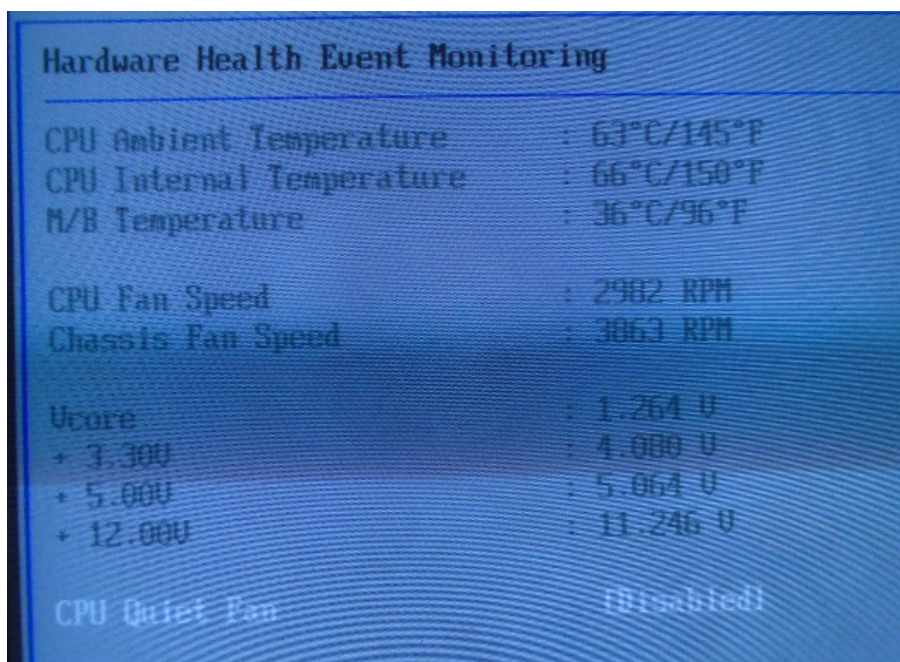 Hardware Health Event Monitoring
CPU Ambient Temperature : 63°C/145°F
CPU Internal Temperature : 66°C/150°F
M/B Temperature : 36°C/96°F
CPU Fan Speed : 2982 RPM
Chassis Fan Speed : 3063 RPM
Vcore : 1.264 V
+ 3.30V : 4.080 V
+ 5.00V : 5.064 V
+ 12.00V : 11.246 V
CPU Quiet Fan [Disabled]